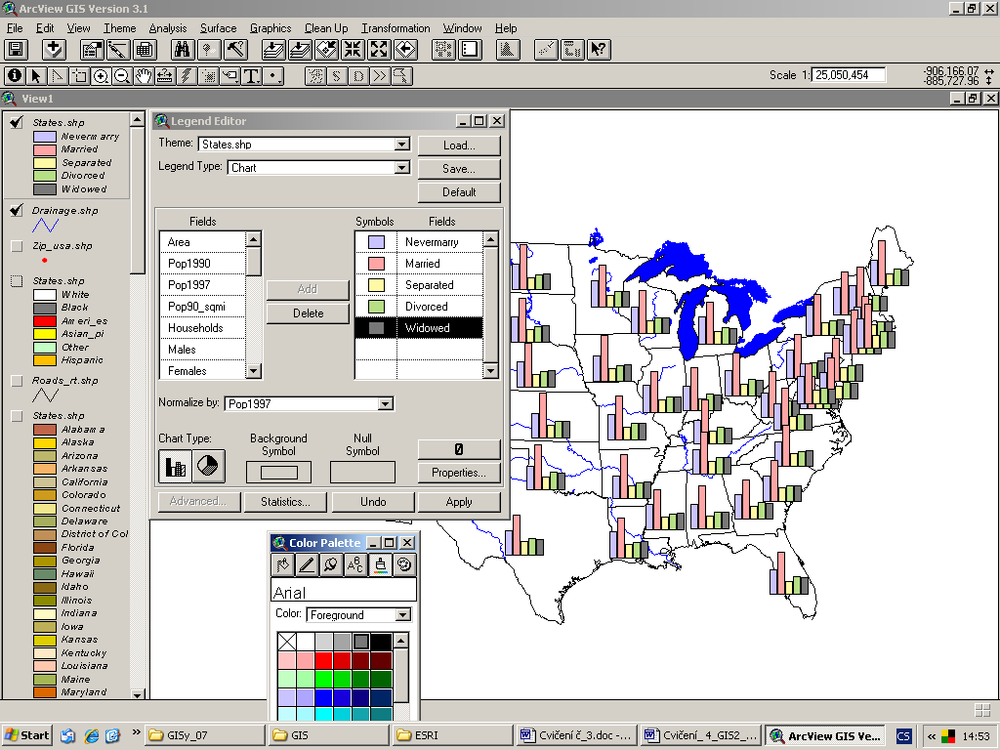 ArcView GIS Version 3.1
File Edit View Theme Analysis Surface Graphics Clean Up Transformation Window Help
Scale 1: 25,050,454
-906,166.07
-885,727.96
View1
States.shp
Nevermarry
Married
Separated
Divorced
Widowed
Drainage.shp
Zip_usa.shp
States.shp
White
Black
Ameri_es
Asian_pi
Other
Hispanic
Roads_rt.shp
States.shp
Alabama
Alaska
Arizona
Arkansas
California
Colorado
Connecticut
Delaware
District of Col
Florida
Georgia
Hawaii
Idaho
Illinois
Indiana
Iowa
Kansas
Kentucky
Louisiana
Maine
Maryland
Legend Editor
Theme: States.shp
Load...
Legend Type: Chart
Save...
Default
Fields
Area
Pop1990
Pop1997
Pop90_sqmi
Households
Males
Females
Add
Delete
Symbols Fields
Nevermarry
Married
Separated
Divorced
Widowed
Normalize by: Pop1997
Chart Type:
Background Symbol
Null Symbol
Ø
Properties...
Advanced... Statistics... Undo Apply
Color Palette
Arial
Color: Foreground
Start
GISy_07
GIS
ESRI
Cvičení č_3.doc -...
Cvičení_ 4_GIS2_...
ArcView GIS Ve...
CS
14:53